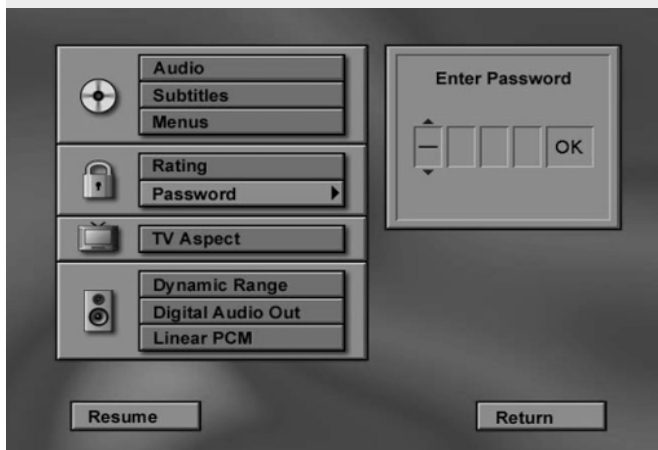 Audio
Subtitles
Menus
Rating
Password
TV Aspect
Dynamic Range
Digital Audio Out
Linear PCM
Enter Password
OK
Resume
Return